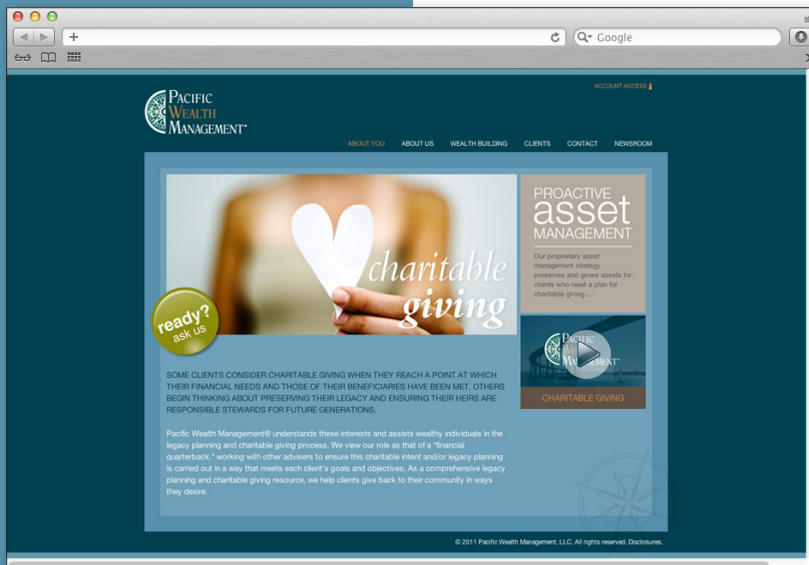 Google
ACCOUNT ACCESS
PACIFIC
WEALTH
MANAGEMENT
ABOUT YOU ABOUT US WEALTH BUILDING CLIENTS CONTACT NEWSROOM
charitable
giving
ready?
ask us
PROACTIVE
asset
MANAGEMENT
Our proprietary asset
management strategy
preserves and grows assets for
clients who need a plan for
charitable giving...
PACIFIC
MANAGEMENT
CHARITABLE GIVING
SOME CLIENTS CONSIDER CHARITABLE GIVING WHEN THEY REACH A POINT AT WHICH
THEIR FINANCIAL NEEDS AND THOSE OF THEIR BENEFICIARIES HAVE BEEN MET. OTHERS
BEGIN THINKING ABOUT PRESERVING THEIR LEGACY AND ENSURING THEIR HEIRS ARE
RESPONSIBLE STEWARDS FOR FUTURE GENERATIONS.
Pacific Wealth Management® understands these interests and assists wealthy individuals in the
legacy planning and charitable giving process. We view our role as that of a "financial
quarterback," working with other advisers to ensure this charitable intent and/or legacy planning
is carried out in a way that meets each client's goals and objectives. As a comprehensive legacy
planning and charitable giving resource, we help clients give back to their community in ways
they desire.
© 2011 Pacific Wealth Management, LLC. All rights reserved. Disclosures.